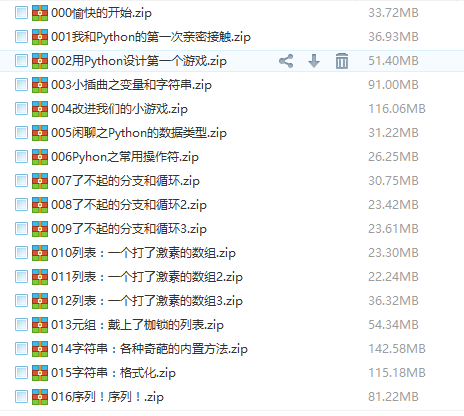 000愉快的开始.zip 33.72MB
001我和Python的第一次亲密接触.zip 36.93MB
002用Python设计第一个游戏.zip 51.40MB
003小插曲之变量和字符串.zip 91.00MB
004改进我们的小游戏.zip 116.06MB
005闲聊之Python的数据类型.zip 31.22MB
006Pyhon之常用操作符.zip 26.25MB
007了不起的分支和循环.zip 30.75MB
008了不起的分支和循环2.zip 23.42MB
009了不起的分支和循环3.zip 23.61MB
010列表：一个打了激素的数组.zip 23.30MB
011列表：一个打了激素的数组2.zip 22.24MB
012列表：一个打了激素的数组3.zip 36.32MB
013元组：戴上了枷锁的列表.zip 54.34MB
014字符串：各种奇葩的内置方法.zip 142.58MB
015字符串：格式化.zip 115.18MB
016序列！序列！.zip 81.22MB